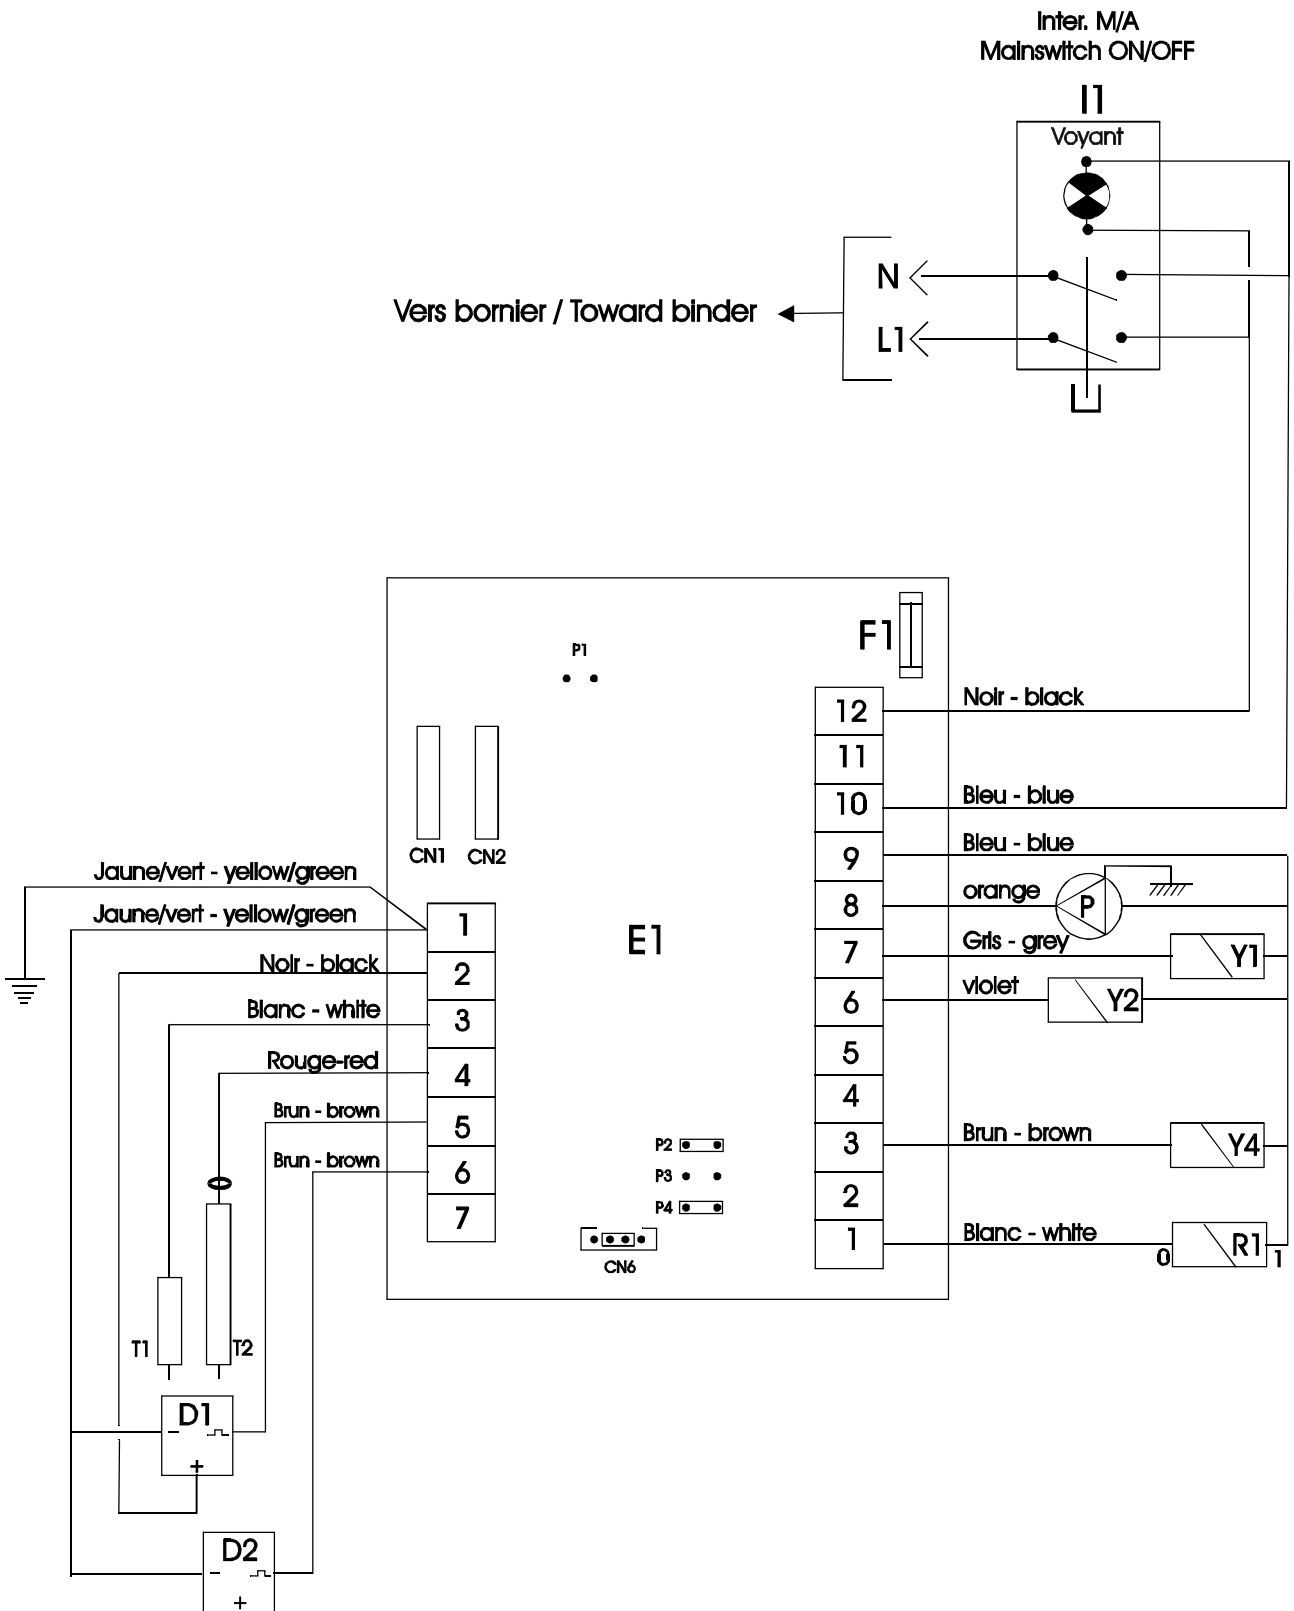 Inter. M/A
Mainswitch ON/OFF
I1
Voyant
N
L1
Vers bornier / Toward binder
F1
P1
12
Noir - black
11
10
Bleu - blue
CN1
CN2
9
Bleu - blue
Jaune/vert - yellow/green
8
orange
P
Jaune/vert - yellow/green
1
E1
7
Gris - grey
Y1
Noir - black
2
6
violet
Y2
Blanc - white
3
5
Rouge-red
4
4
Brun - brown
5
P2
3
Brun - brown
Y4
Brun - brown
6
P3
2
7
P4
1
Blanc - white
0
R1
1
CN6
T1
T2
D1
-
+
D2
-
+